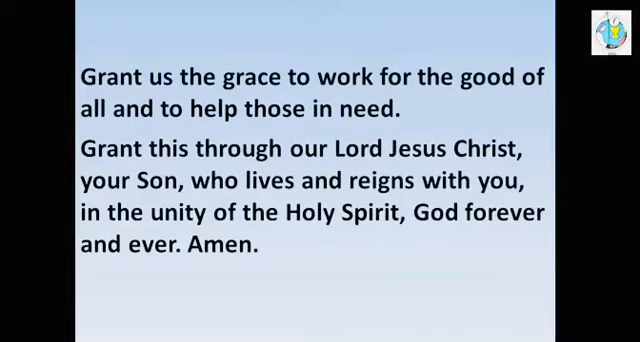 Grant us the grace to work for the good of
all and to help those in need.
Grant this through our Lord Jesus Christ,
your Son, who lives and reigns with you,
in the unity of the Holy Spirit, God forever
and ever. Amen.